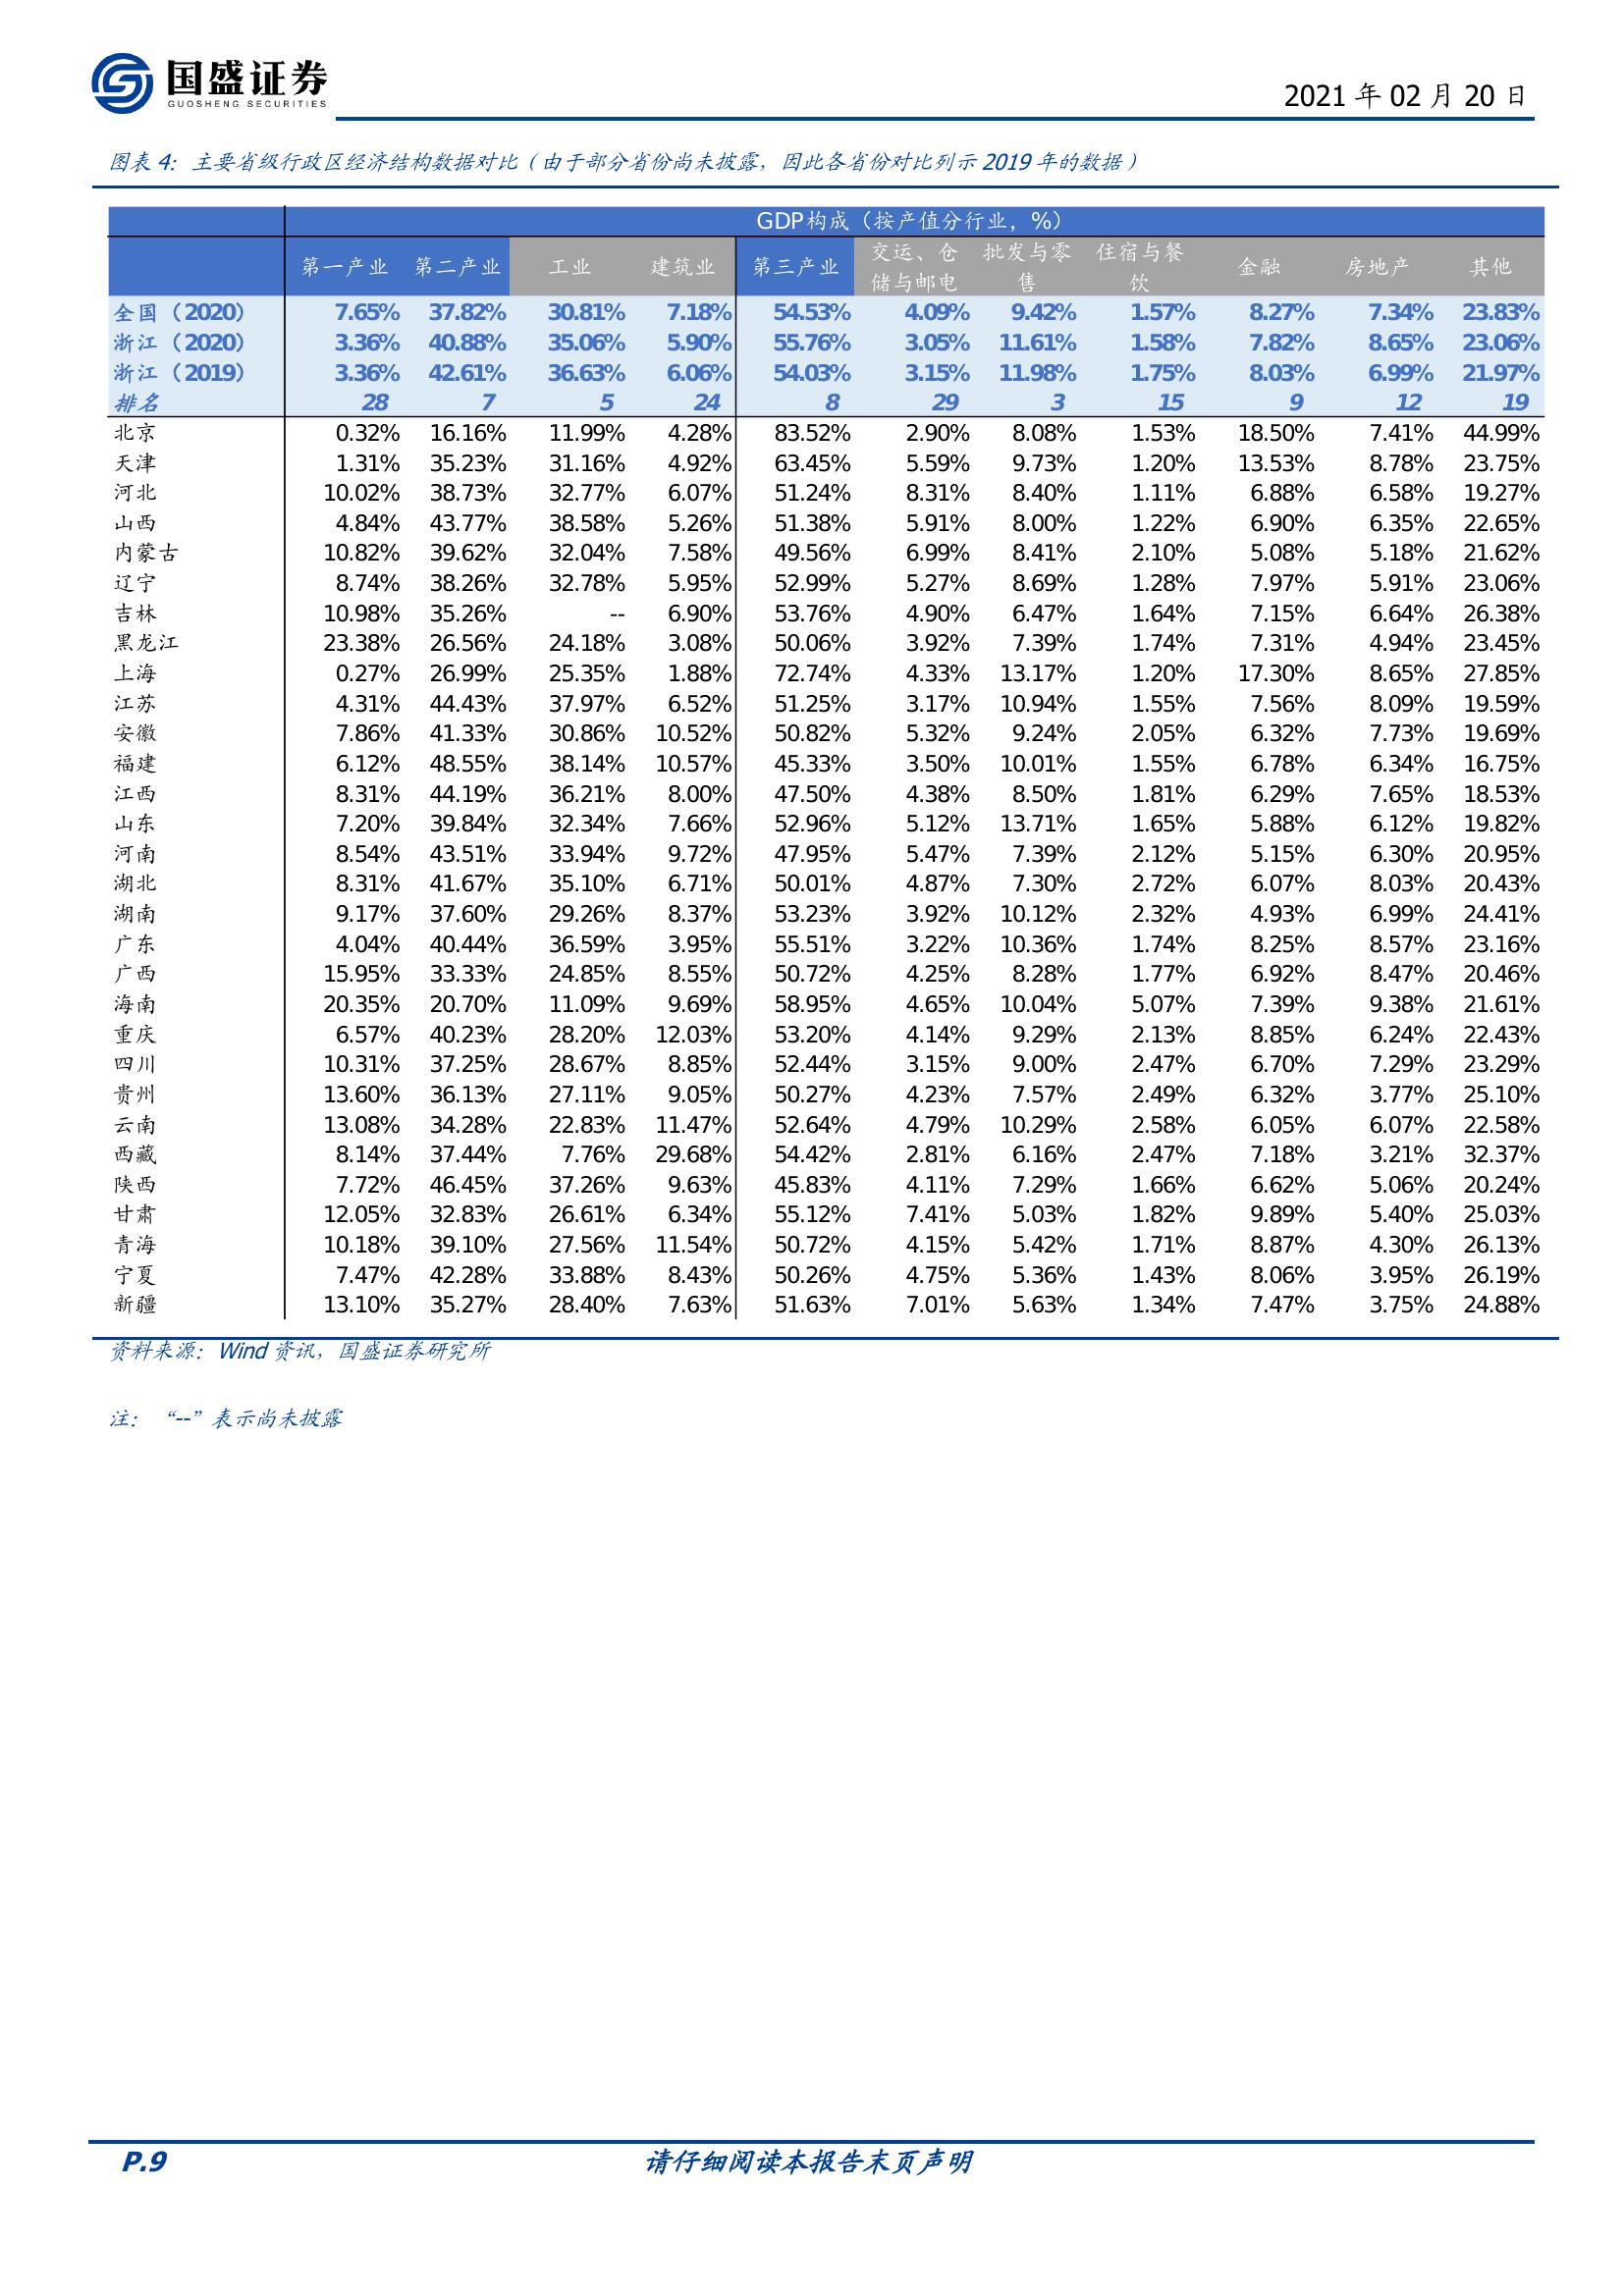 国盛证券
GUOSHENG SECURITIES
2021 年 02 月 20 日
图表 4：主要省级行政区经济结构数据对比（由于部分省份尚未披露，因此各省份对比列示 2019 年的数据）
GDP构成（按产值分行业，%）
第一产业 第二产业 工业 建筑业 第三产业 交运、仓储与邮电 批发与零售 住宿与餐饮 金融 房地产 其他
全国（2020） 7.65% 37.82% 30.81% 7.18% 54.53% 4.09% 9.42% 1.57% 8.27% 7.34% 23.83%
浙江（2020） 3.36% 40.88% 35.06% 5.90% 55.76% 3.05% 11.61% 1.58% 7.82% 8.65% 23.06%
浙江（2019） 3.36% 42.61% 36.63% 6.06% 54.03% 3.15% 11.98% 1.75% 8.03% 6.99% 21.97%
排名 28 7 5 24 8 29 3 15 9 12 19
北京 0.32% 16.16% 11.99% 4.28% 83.52% 2.90% 8.08% 1.53% 18.50% 7.41% 44.99%
天津 1.31% 35.23% 31.16% 4.92% 63.45% 5.59% 9.73% 1.20% 13.53% 8.78% 23.75%
河北 10.02% 38.73% 32.77% 6.07% 51.24% 8.31% 8.40% 1.11% 6.88% 6.58% 19.27%
山西 4.84% 43.77% 38.58% 5.26% 51.38% 5.91% 8.00% 1.22% 6.90% 6.35% 22.65%
内蒙古 10.82% 39.62% 32.04% 7.58% 49.56% 6.99% 8.41% 2.10% 5.08% 5.18% 21.62%
辽宁 8.74% 38.26% 32.78% 5.95% 52.99% 5.27% 8.69% 1.28% 7.97% 5.91% 23.06%
吉林 10.98% 35.26% -- 6.90% 53.76% 4.90% 6.47% 1.64% 7.15% 6.64% 26.38%
黑龙江 23.38% 26.56% 24.18% 3.08% 50.06% 3.92% 7.39% 1.74% 7.31% 4.94% 23.45%
上海 0.27% 26.99% 25.35% 1.88% 72.74% 4.33% 13.17% 1.20% 17.30% 8.65% 27.85%
江苏 4.31% 44.43% 37.97% 6.52% 51.25% 3.17% 10.94% 1.55% 7.56% 8.09% 19.59%
安徽 7.86% 41.33% 30.86% 10.52% 50.82% 5.32% 9.24% 2.05% 6.32% 7.73% 19.69%
福建 6.12% 48.55% 38.14% 10.57% 45.33% 3.50% 10.01% 1.55% 6.78% 6.34% 16.75%
江西 8.31% 44.19% 36.21% 8.00% 47.50% 4.38% 8.50% 1.81% 6.29% 7.65% 18.53%
山东 7.20% 39.84% 32.34% 7.66% 52.96% 5.12% 13.71% 1.65% 5.88% 6.12% 19.82%
河南 8.54% 43.51% 33.94% 9.72% 47.95% 5.47% 7.39% 2.12% 5.15% 6.30% 20.95%
湖北 8.31% 41.67% 35.10% 6.71% 50.01% 4.87% 7.30% 2.72% 6.07% 8.03% 20.43%
湖南 9.17% 37.60% 29.26% 8.37% 53.23% 3.92% 10.12% 2.32% 4.93% 6.99% 24.41%
广东 4.04% 40.44% 36.59% 3.95% 55.51% 3.22% 10.36% 1.74% 8.25% 8.57% 23.16%
广西 15.95% 33.33% 24.85% 8.55% 50.72% 4.25% 8.28% 1.77% 6.92% 8.47% 20.46%
海南 20.35% 20.70% 11.09% 9.69% 58.95% 4.65% 10.04% 5.07% 7.39% 9.38% 21.61%
重庆 6.57% 40.23% 28.20% 12.03% 53.20% 4.14% 9.29% 2.13% 8.85% 6.24% 22.43%
四川 10.31% 37.25% 28.67% 8.85% 52.44% 3.15% 9.00% 2.47% 6.70% 7.29% 23.29%
贵州 13.60% 36.13% 27.11% 9.05% 50.27% 4.23% 7.57% 2.49% 6.32% 3.77% 25.10%
云南 13.08% 34.28% 22.83% 11.47% 52.64% 4.79% 10.29% 2.58% 6.05% 6.07% 22.58%
西藏 8.14% 37.44% 7.76% 29.68% 54.42% 2.81% 6.16% 2.47% 7.18% 3.21% 32.37%
陕西 7.72% 46.45% 37.26% 9.63% 45.83% 4.11% 7.29% 1.66% 6.62% 5.06% 20.24%
甘肃 12.05% 32.83% 26.61% 6.34% 55.12% 7.41% 5.03% 1.82% 9.89% 5.40% 25.03%
青海 10.18% 39.10% 27.56% 11.54% 50.72% 4.15% 5.42% 1.71% 8.87% 4.30% 26.13%
宁夏 7.47% 42.28% 33.88% 8.43% 50.26% 4.75% 5.36% 1.43% 8.06% 3.95% 26.19%
新疆 13.10% 35.27% 28.40% 7.63% 51.63% 7.01% 5.63% 1.34% 7.47% 3.75% 24.88%
资料来源：Wind 资讯，国盛证券研究所
注： “--”表示尚未披露
P.9
请仔细阅读本报告末页声明